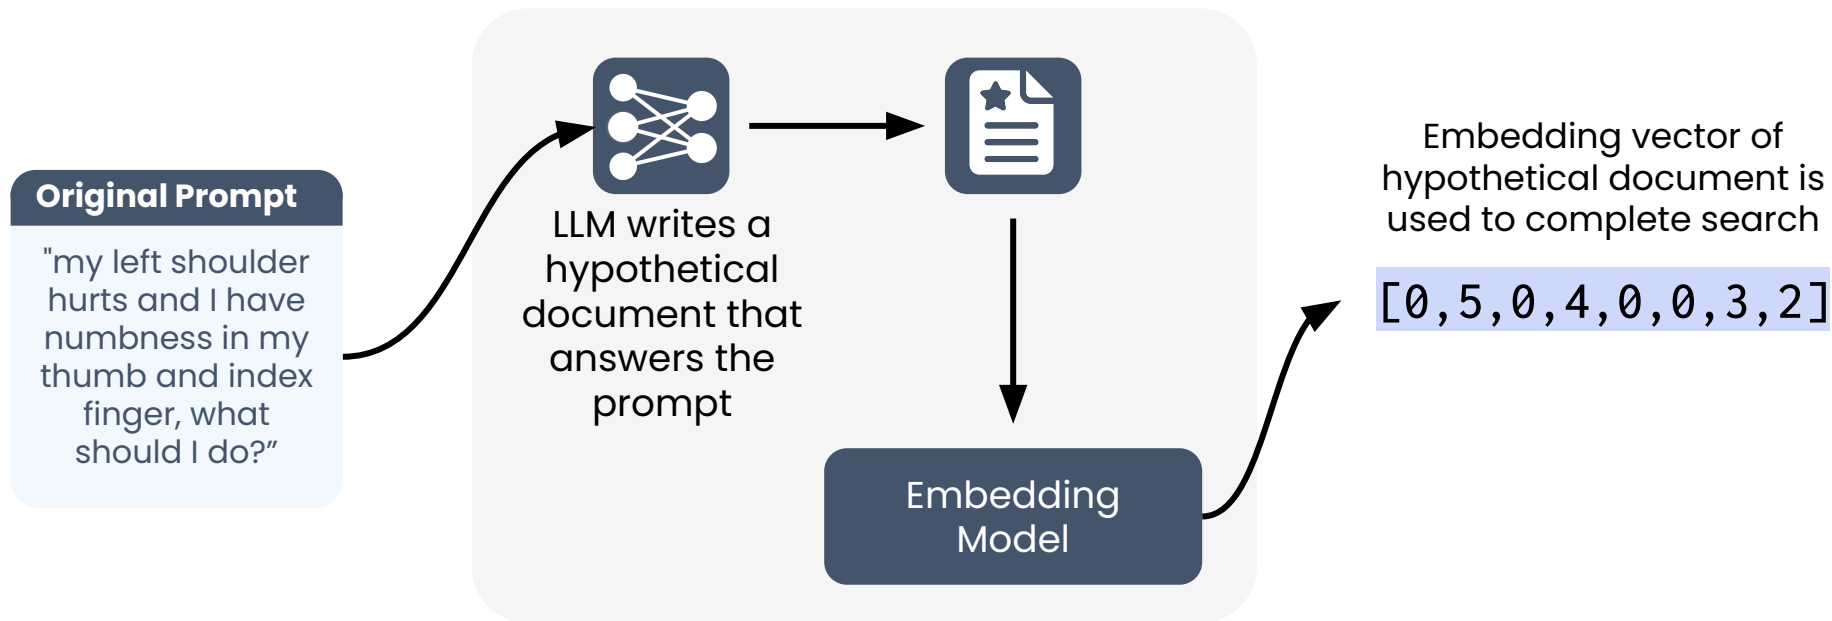 Original Prompt
"my left shoulder
hurts and I have
numbness in my
thumb and index
finger, what
should I do?”
LLM writes a
hypothetical
document that
answers the
prompt
Embedding
Model
Embedding vector of
hypothetical document is
used to complete search
[0,5,0,4,0,0,3,2]